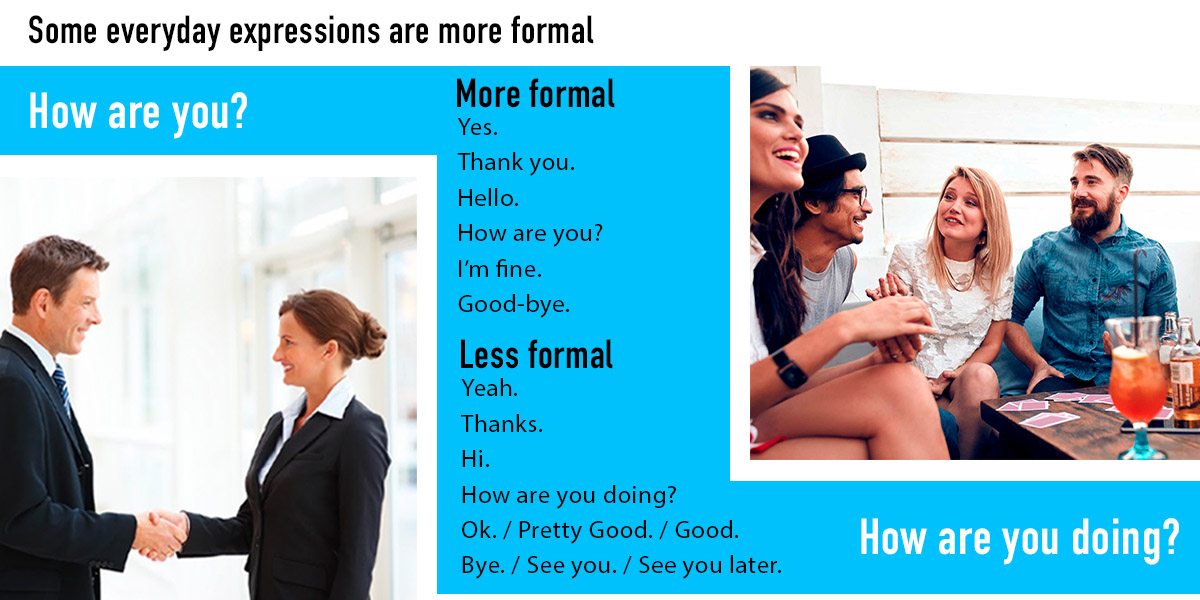 Some everyday expressions are more formal
How are you?
More formal
Yes.
Thank you.
Hello.
How are you?
I’m fine.
Good-bye.
Less formal
Yeah.
Thanks.
Hi.
How are you doing?
Ok. / Pretty Good. / Good.
Bye. / See you. / See you later.
How are you doing?